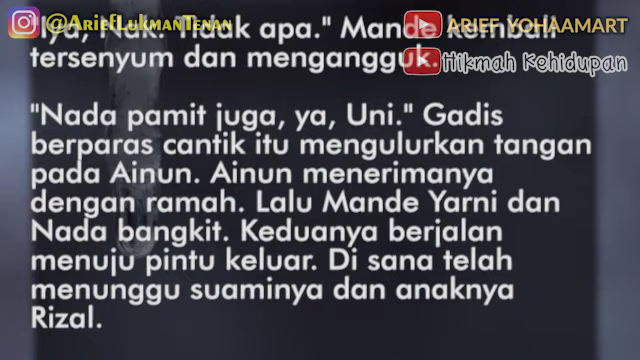 @AriefLukmanTenan
ARIEF YOHAAMART
Hikmah Kehidupan
"Iya, Tidak apa." Mande kembali
tersenyum dan mengangguk.
"Nada pamit juga, ya, Uni." Gadis
berparas cantik itu mengulurkan tangan
pada Ainun. Ainun menerimanya
dengan ramah. Lalu Mande Yarni dan
Nada bangkit. Keduanya berjalan
menuju pintu keluar. Di sana telah
menunggu suaminya dan anaknya
Rizal.